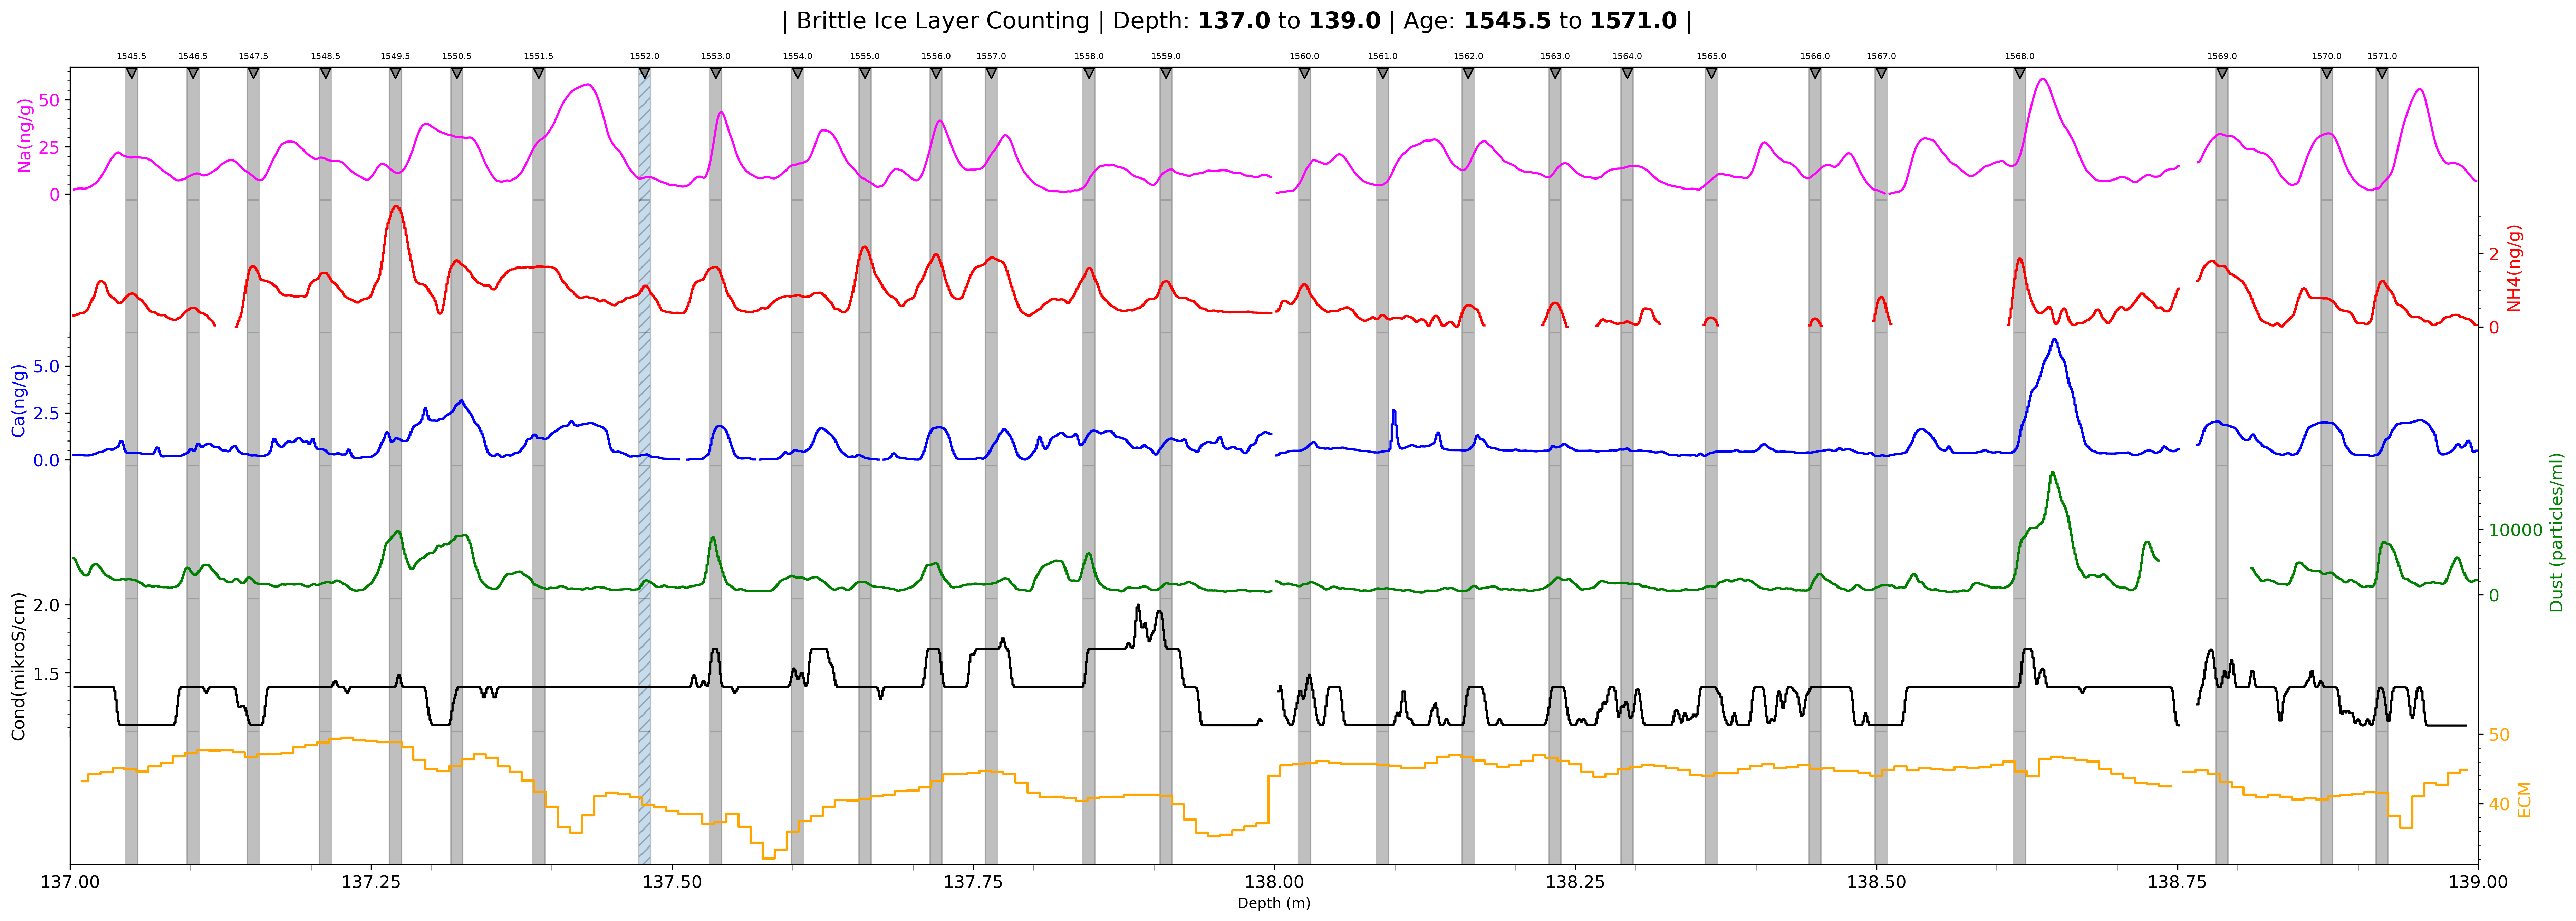 | Brittle Ice Layer Counting | Depth: 137.0 to 139.0 | Age: 1545.5 to 1571.0 |
1545.5 1546.5 1547.5 1548.5 1549.5 1550.5 1551.5 1552.0 1553.0 1554.0 1555.0 1556.0 1557.0 1558.0 1559.0 1560.0 1561.0 1562.0 1563.0 1564.0 1565.0 1566.0 1567.0 1568.0 1569.0 1570.0 1571.0
Na(ng/g)
50
25
0
NH4(ng/g)
2
0
Ca(ng/g)
5.0
2.5
0.0
Dust (particles/ml)
10000
0
Cond(mikroS/cm)
2.0
1.5
ECM
50
40
137.00 137.25 137.50 137.75 138.00 138.25 138.50 138.75 139.00
Depth (m)